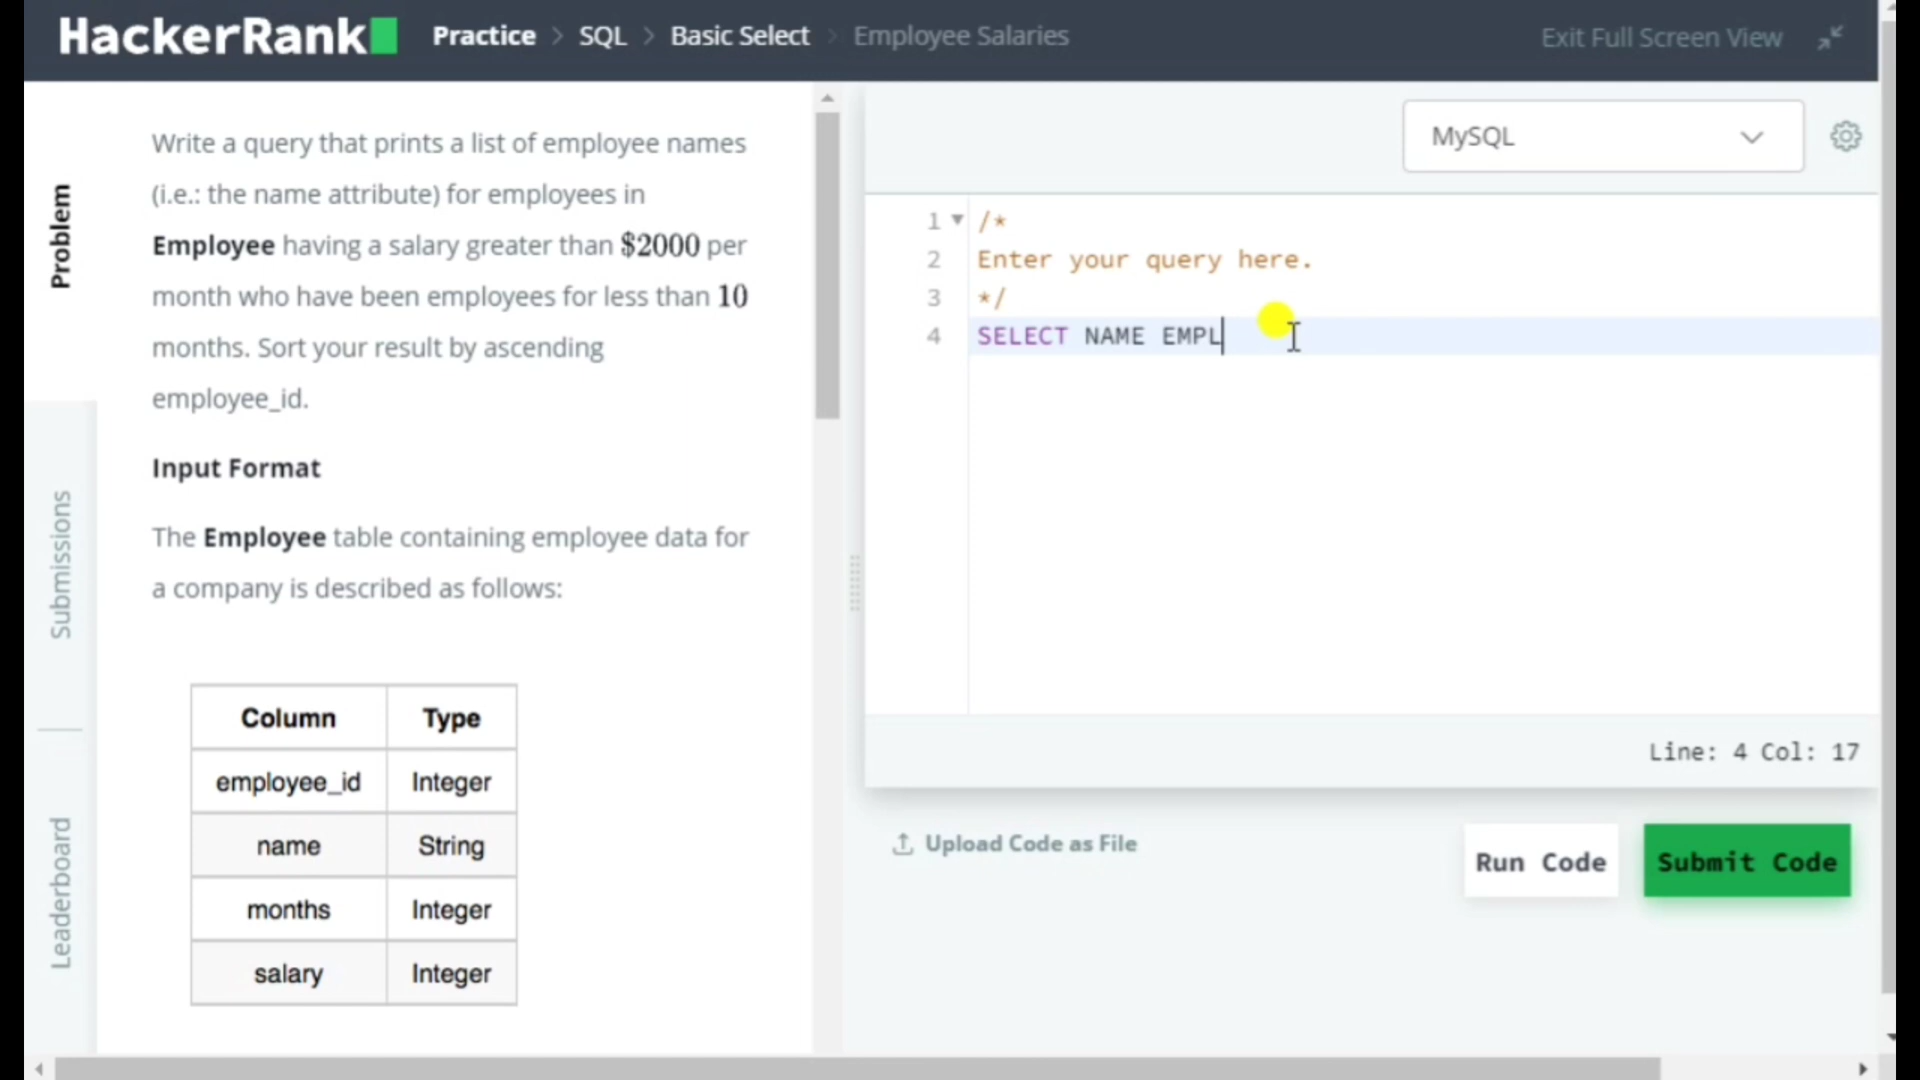 HackerRank Practice > SQL > Basic Select > Employee Salaries Exit Full Screen View
Problem
Submissions
Leaderboard
Write a query that prints a list of employee names
(i.e.: the name attribute) for employees in
Employee having a salary greater than $2000 per
month who have been employees for less than 10
months. Sort your result by ascending
employee_id.
Input Format
The Employee table containing employee data for
a company is described as follows:
Column Type
employee_id Integer
name String
months Integer
salary Integer
MySQL
1 /*
2 Enter your query here.
3 */
4 SELECT NAME EMPL
Line: 4 Col: 17
Upload Code as File
Run Code
Submit Code